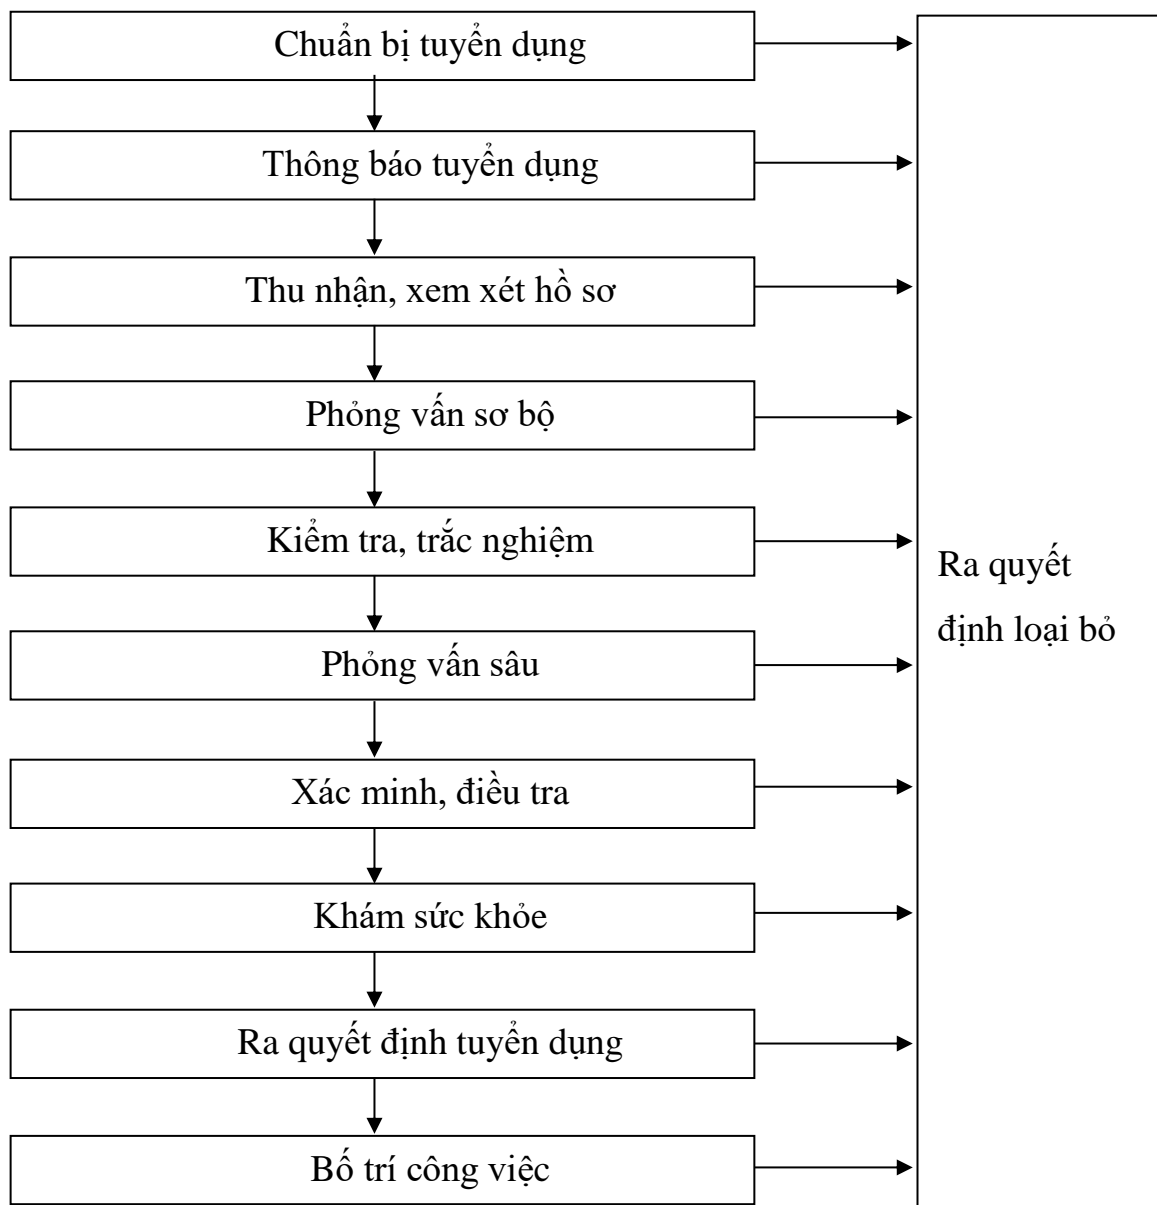 Chuẩn bị tuyển dụng
Thông báo tuyển dụng
Thu nhận, xem xét hồ sơ
Phỏng vấn sơ bộ
Kiểm tra, trắc nghiệm
Phỏng vấn sâu
Xác minh, điều tra
Khám sức khỏe
Ra quyết định tuyển dụng
Bố trí công việc
Ra quyết
định loại bỏ